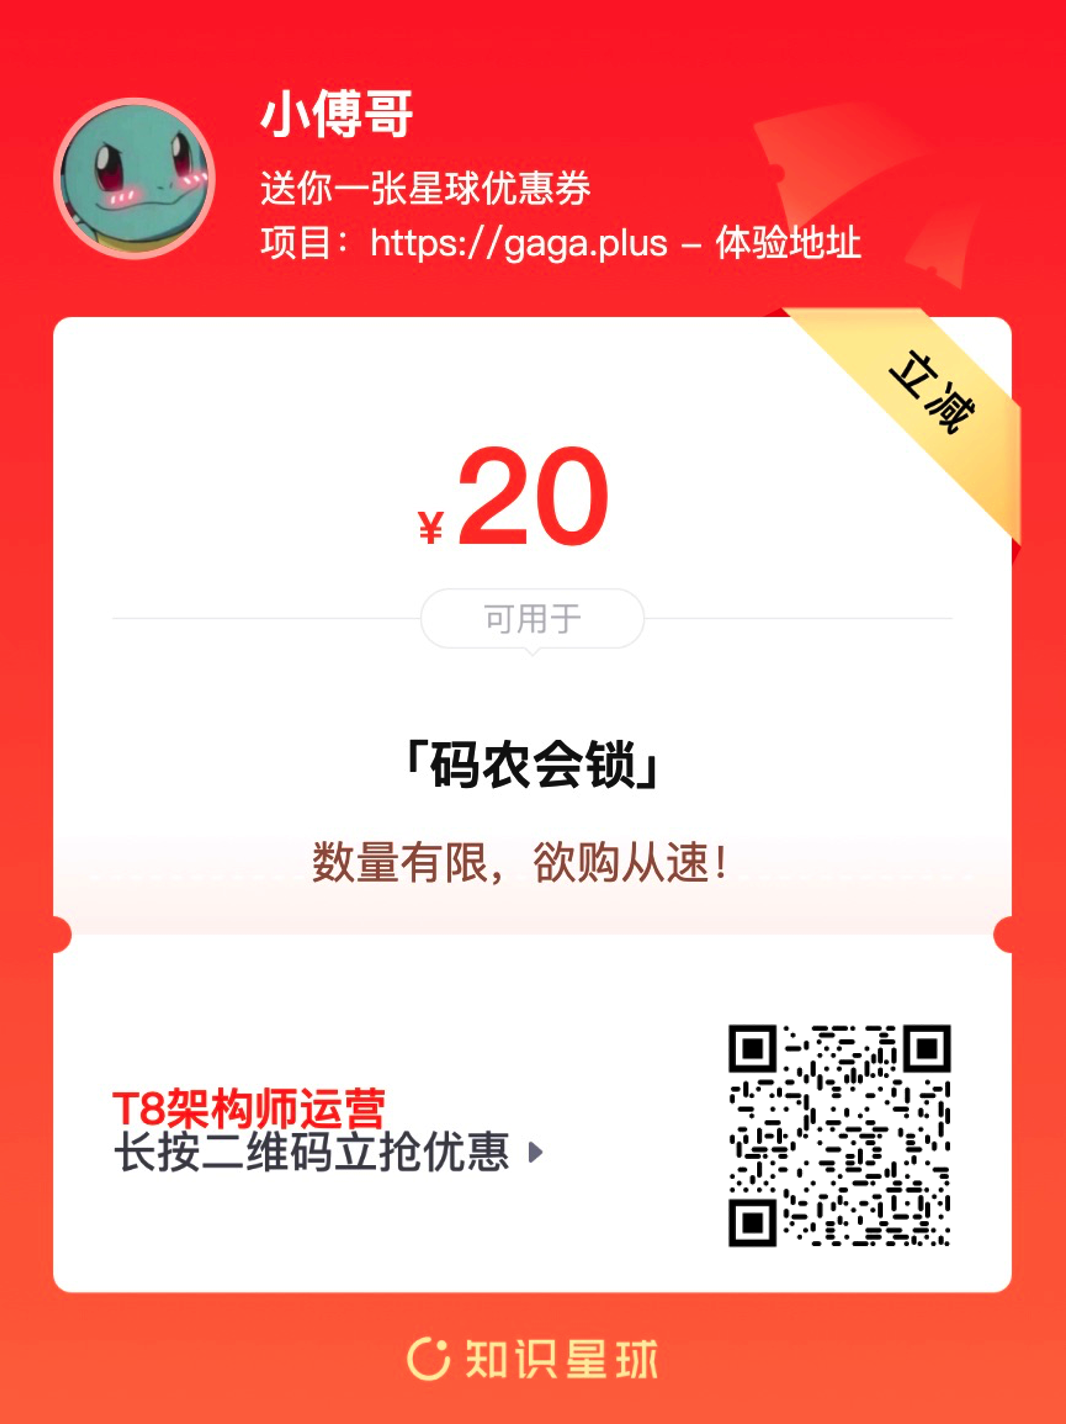 小傅哥
送你一张星球优惠券
项目：https://gaga.plus – 体验地址
立减
¥20
可用于
「码农会锁」
数量有限，欲购从速！
T8架构师运营
长按二维码立抢优惠
知识星球